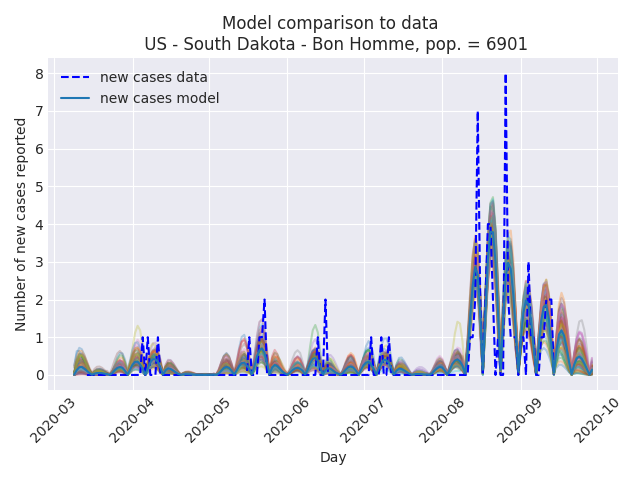 Model comparison to data
US - South Dakota - Bon Homme, pop. = 6901
new cases data
new cases model
Number of new cases reported
8
7
6
5
4
3
2
1
0
2020-03
2020-04
2020-05
2020-06
2020-07
2020-08
2020-09
2020-10
Day